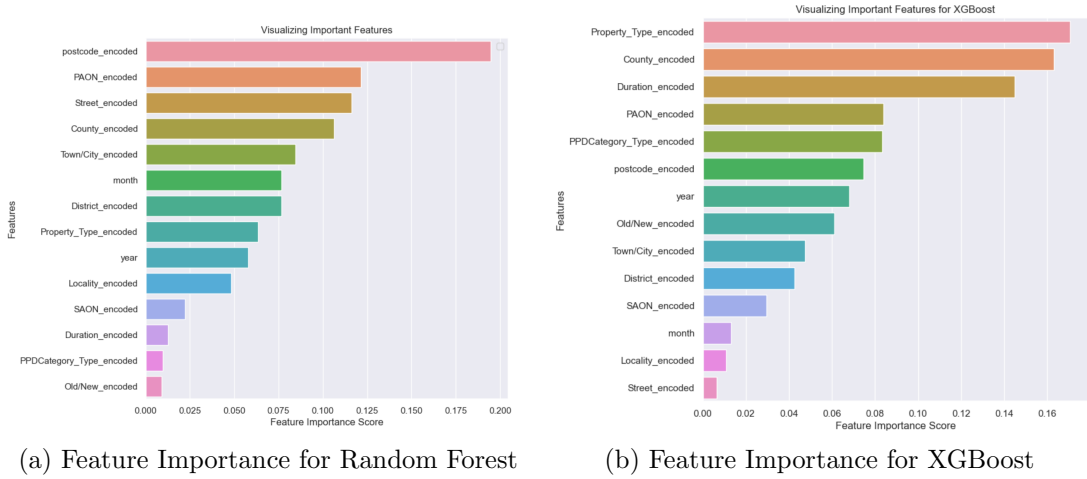 Visualizing Important Features
postcode_encoded
PAON_encoded
Street_encoded
County_encoded
Town/City_encoded
month
District_encoded
Property_Type_encoded
year
Locality_encoded
SAON_encoded
Duration_encoded
PPDCategory_Type_encoded
Old/New_encoded
Features
0.000 0.025 0.050 0.075 0.100 0.125 0.150 0.175 0.200
Feature Importance Score
(a) Feature Importance for Random Forest
Visualizing Important Features for XGBoost
Property_Type_encoded
County_encoded
Duration_encoded
PAON_encoded
PPDCategory_Type_encoded
postcode_encoded
year
Old/New_encoded
Town/City_encoded
District_encoded
SAON_encoded
month
Locality_encoded
Street_encoded
Features
0.00 0.02 0.04 0.06 0.08 0.10 0.12 0.14 0.16
Feature Importance Score
(b) Feature Importance for XGBoost